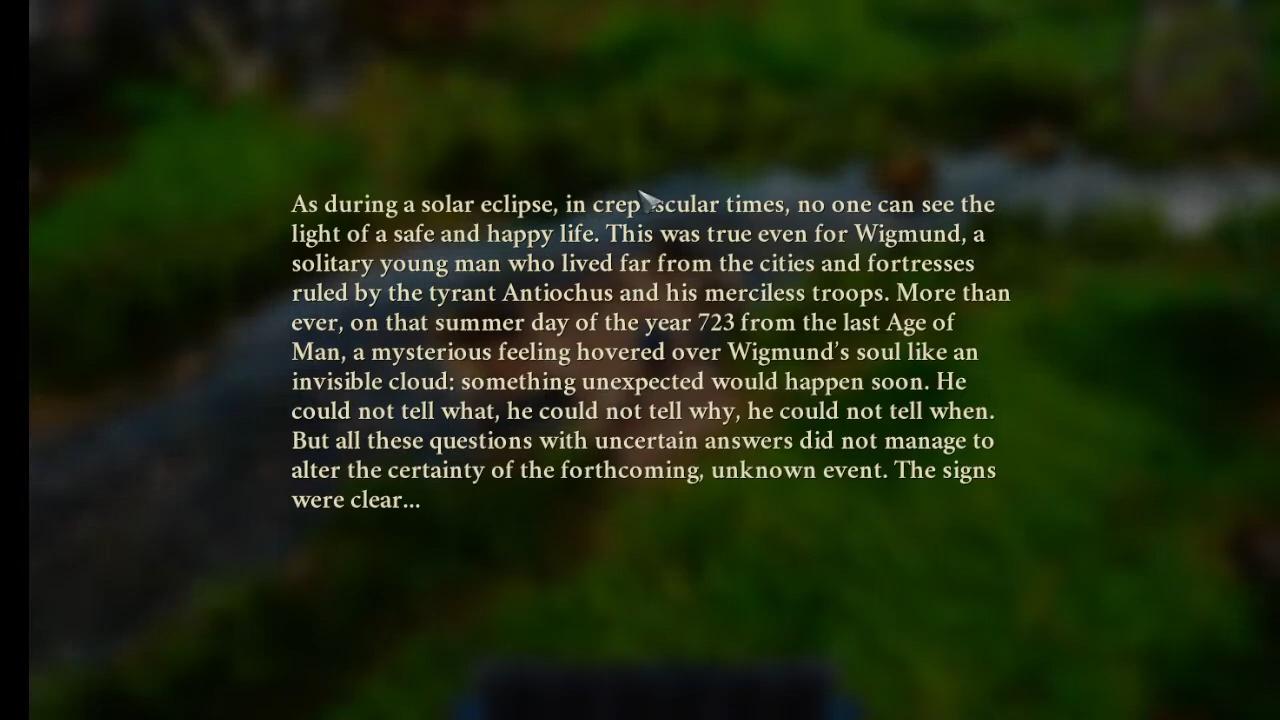 As during a solar eclipse, in crepuscular times, no one can see the
light of a safe and happy life. This was true even for Wigmund, a
solitary young man who lived far from the cities and fortresses
ruled by the tyrant Antiochus and his merciless troops. More than
ever, on that summer day of the year 723 from the last Age of
Man, a mysterious feeling hovered over Wigmund's soul like an
invisible cloud: something unexpected would happen soon. He
could not tell what, he could not tell why, he could not tell when.
But all these questions with uncertain answers did not manage to
alter the certainty of the forthcoming, unknown event. The signs
were clear...